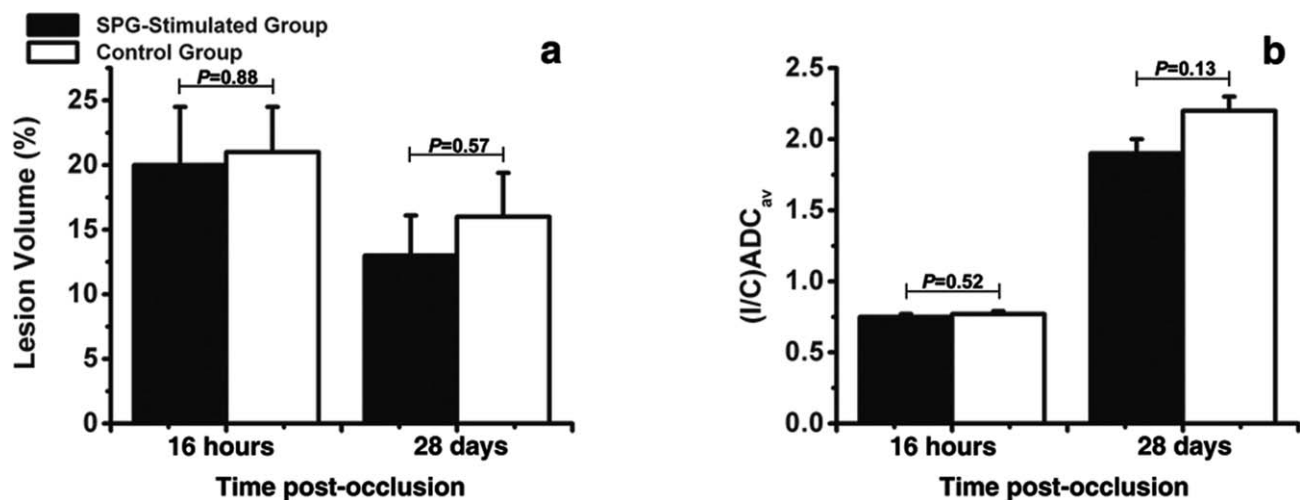 SPG-Stimulated Group
Control Group
a
P=0.88
P=0.57
25
20
15
10
5
0
Lesion Volume (%)
16 hours
28 days
Time post-occlusion
b
P=0.13
P=0.52
2.5
2.0
1.5
1.0
0.5
0.0
(I/C)ADCav
16 hours
28 days
Time post-occlusion